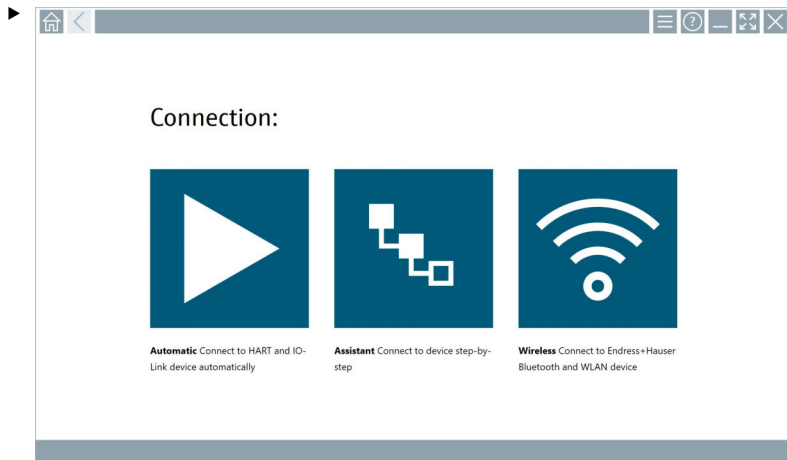 Connection:
Automatic Connect to HART and IO-
Link device automatically
Assistant Connect to device step-by-
step
Wireless Connect to Endress+Hauser
Bluetooth and WLAN device